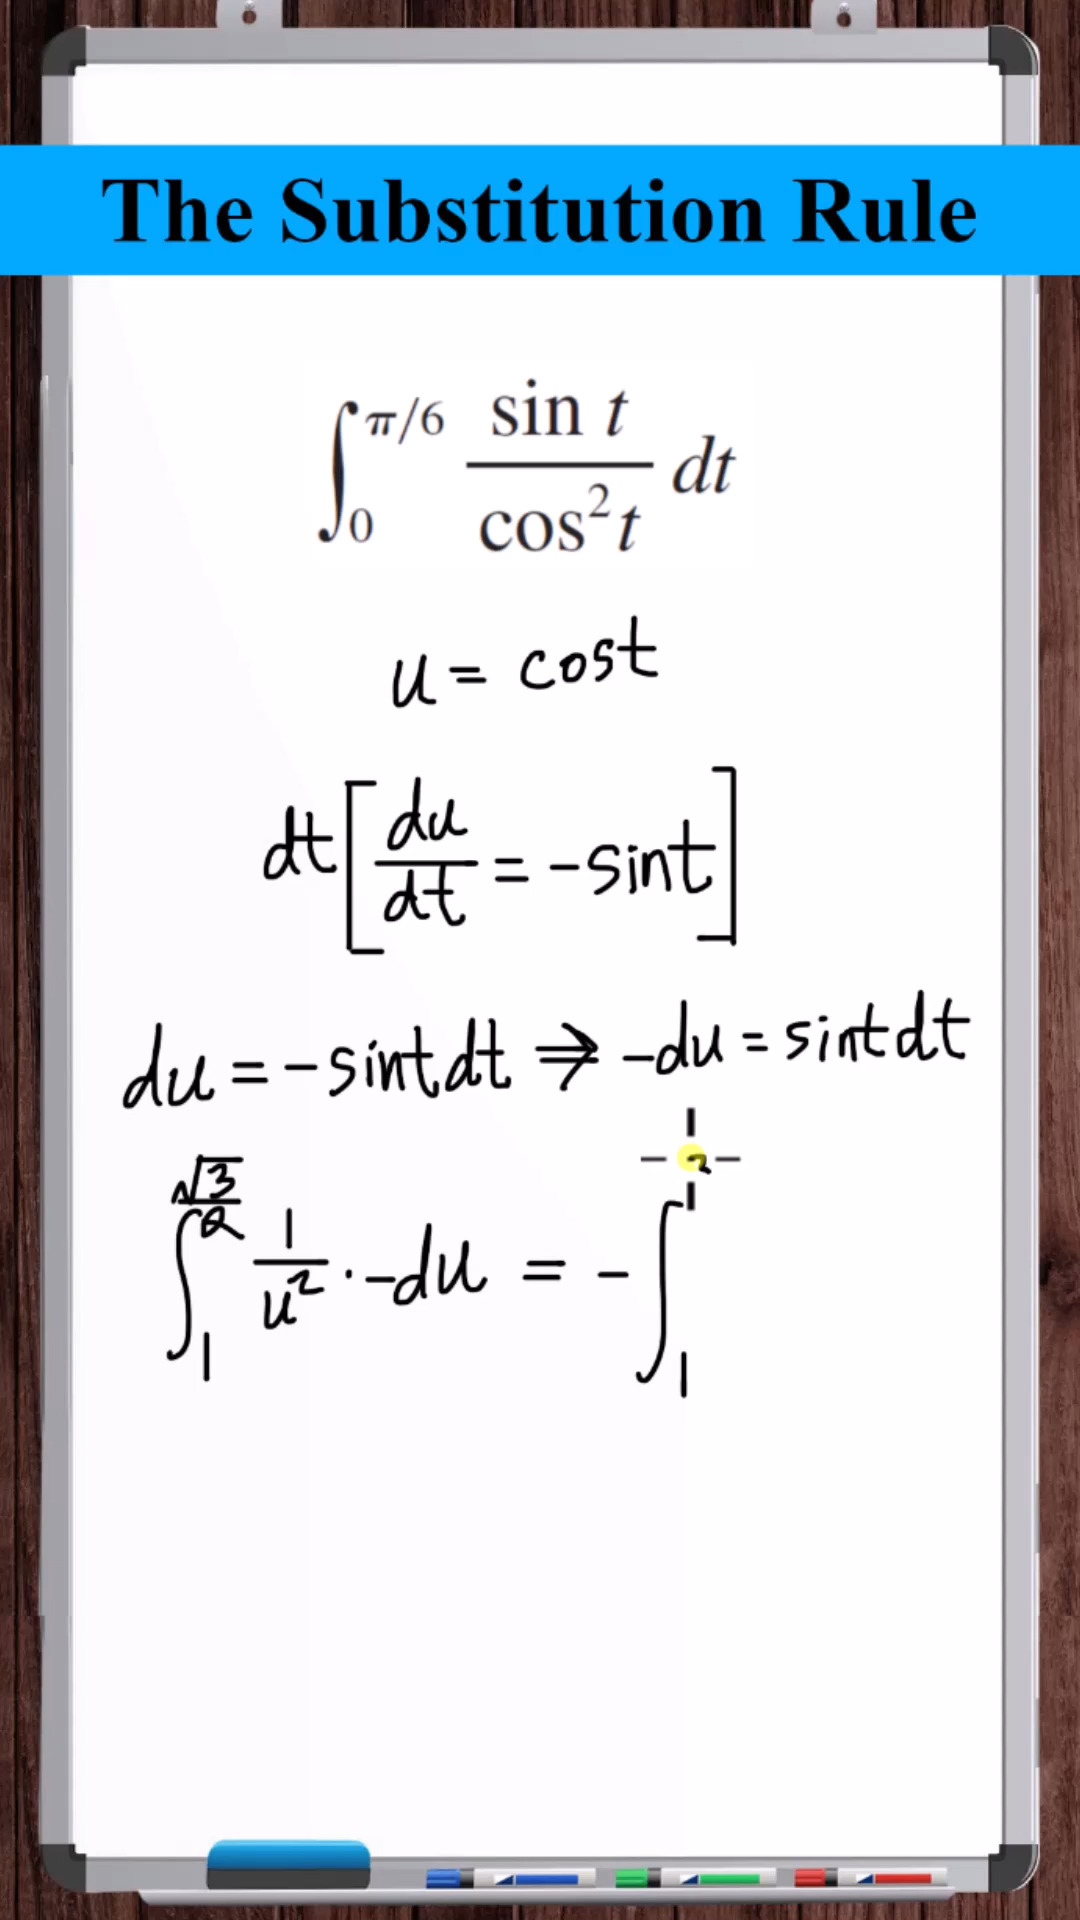 The Substitution Rule
∫₀^{π/6} sin t / cos² t dt
u = cost
dt[du/dt = -sint]
du = -sintdt ⇒ -du = sintdt
∫₁^{√3/2} 1/u² · -du = -∫₁